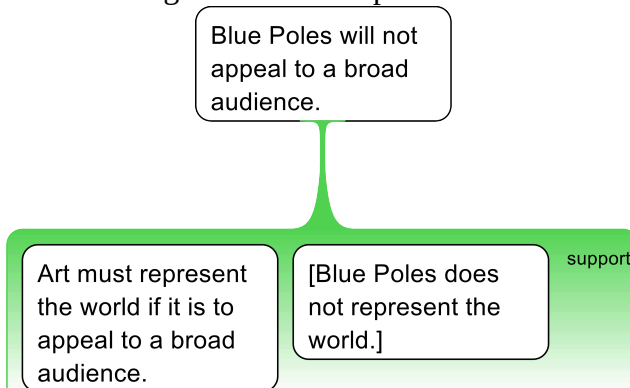 Blue Poles will not
appeal to a broad
audience.
Art must represent
the world if it is to
appeal to a broad
audience.
[Blue Poles does
not represent the
world.]
support